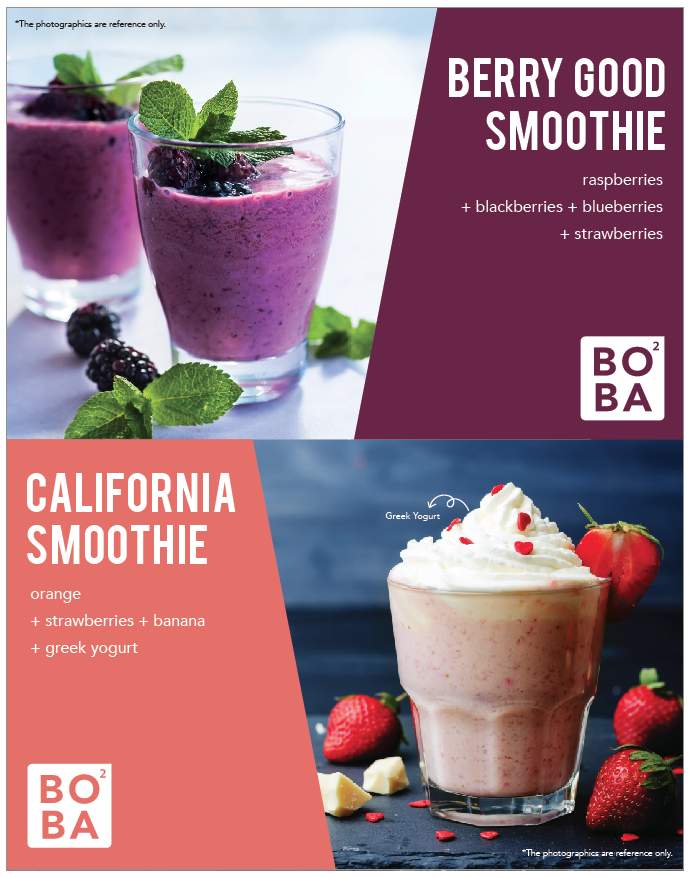 *The photographics are reference only.
BERRY GOOD
SMOOTHIE
raspberries
+ blackberries + blueberries
+ strawberries
BO²
BA
CALIFORNIA
SMOOTHIE
orange
+ strawberries + banana
+ greek yogurt
Greek Yogurt
BO²
BA
*The photographics are reference only.